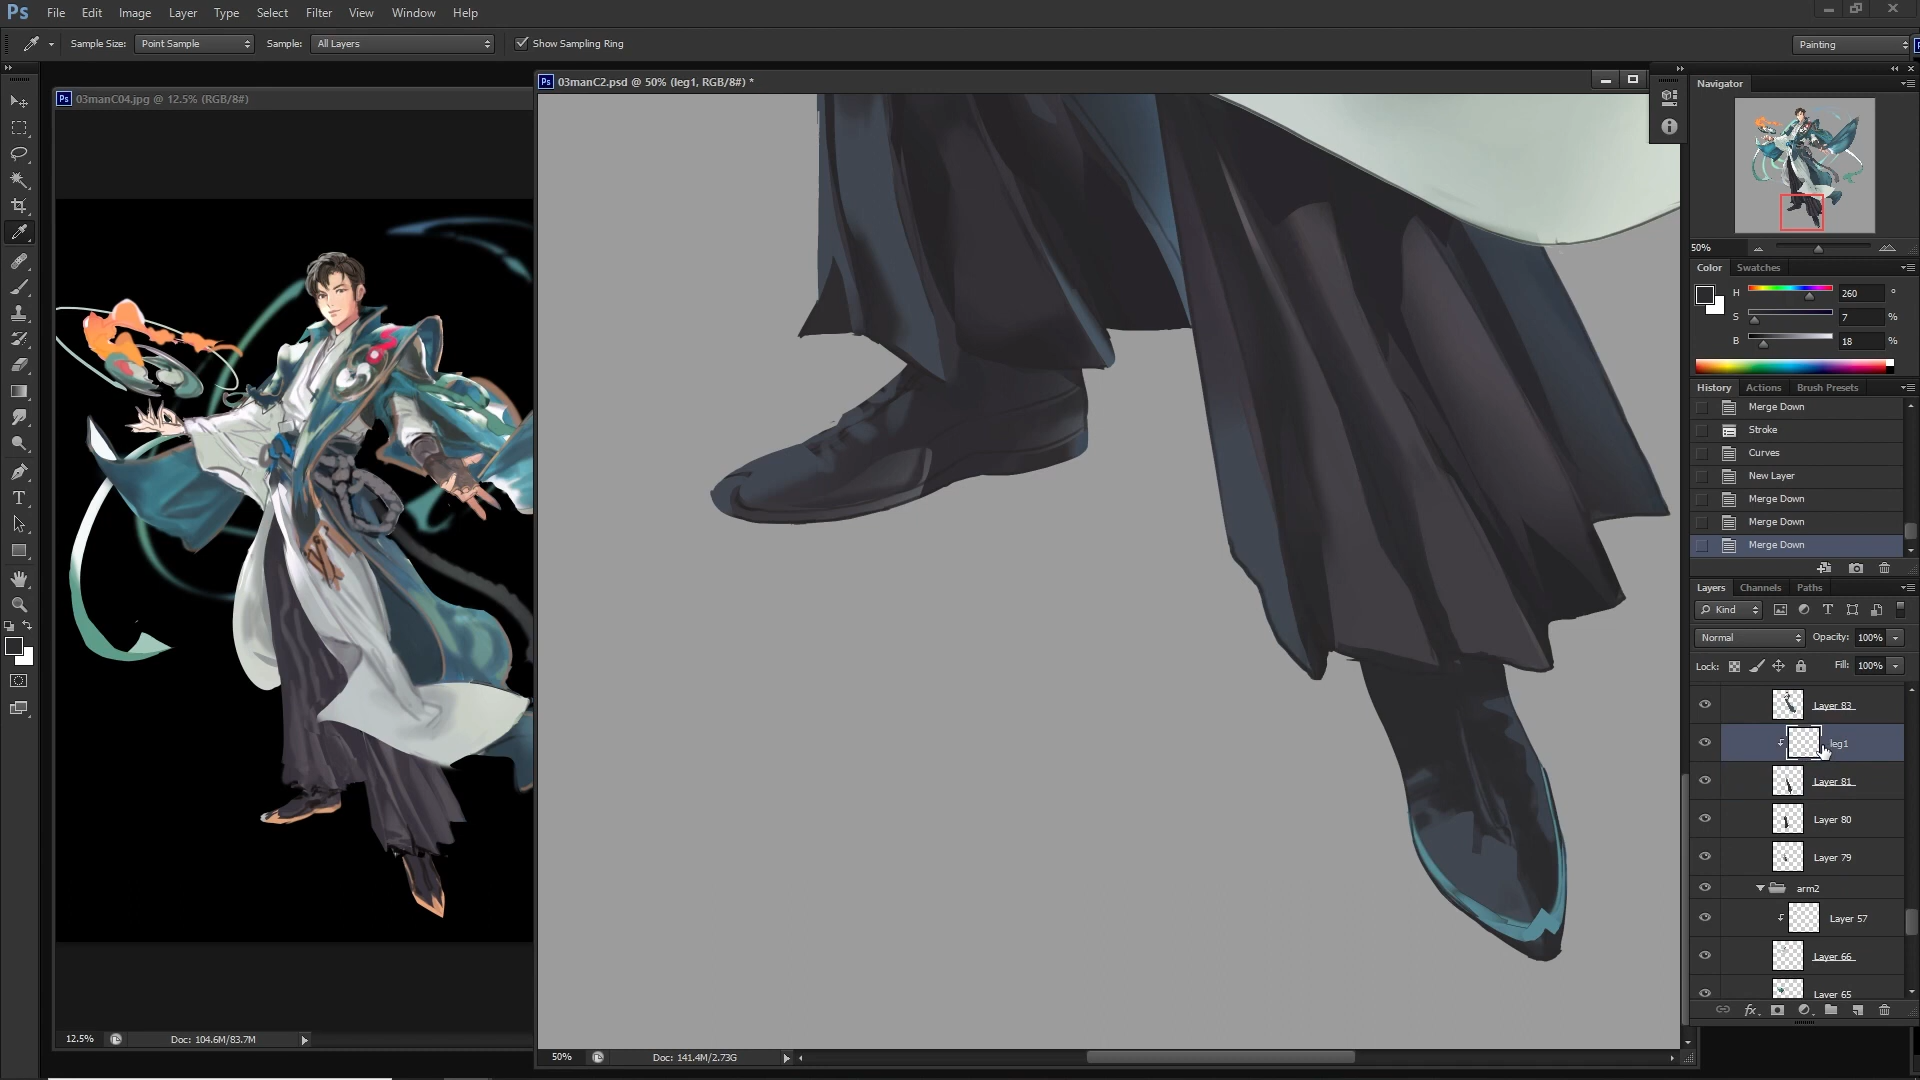 Ps File Edit Image Layer Type Select Filter View Window Help
Sample Size: Point Sample Sample: All Layers Show Sampling Ring Painting
Ps 03manC04.jpg @ 12.5% (RGB/8#)
Ps 03manC2.psd @ 50% (leg1, RGB/8#) *
Navigator
50%
Color Swatches
H 260 °
S 7 %
B 18 %
History Actions Brush Presets
Merge Down
Stroke
Curves
New Layer
Merge Down
Merge Down
Merge Down
Layers Channels Paths
Kind
Normal Opacity: 100%
Lock: Fill: 100%
Layer 83
leg1
Layer 81
Layer 80
Layer 79
arm2
Layer 57
Layer 66
Layer 65
fx
12.5% Doc: 104.6M/83.7M
50% Doc: 141.4M/2.73G